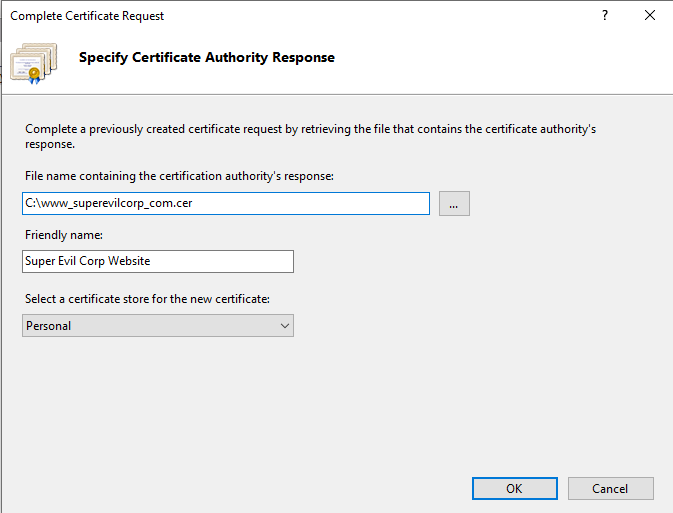 Complete Certificate Request
?
Specify Certificate Authority Response
Complete a previously created certificate request by retrieving the file that contains the certificate authority's
response.
File name containing the certification authority's response:
C:\www_superevilcorp_com.cer
...
Friendly name:
Super Evil Corp Website
Select a certificate store for the new certificate:
Personal
OK
Cancel